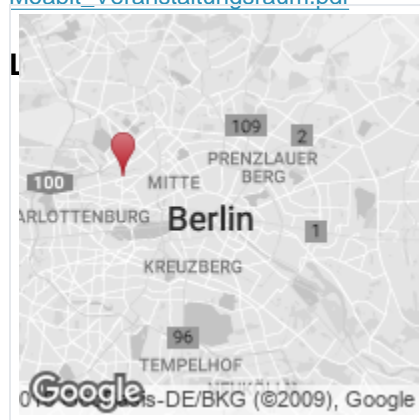 Moabit_Veranstaltungsraum.pdf
L
109
2
PRENZLAUER
BERG
100
MITTE
ARLOTTENBURG
Berlin
1
KREUZBERG
96
TEMPELHOF
Google
-DE/BKG (©2009), Google